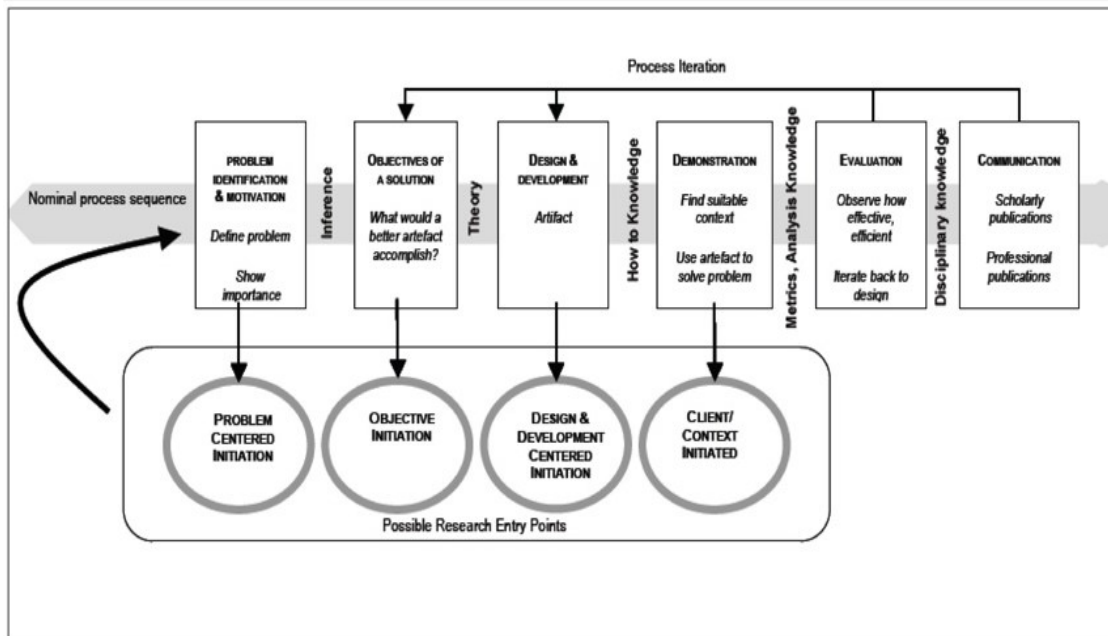 Process Iteration
Nominal process sequence
PROBLEM
IDENTIFICATION
& MOTIVATION
Define problem
Show
importance
Inference
OBJECTIVES OF
A SOLUTION
What would a
better artefact
accomplish?
Theory
DESIGN &
DEVELOPMENT
Artifact
How to Knowledge
DEMONSTRATION
Find suitable
context
Use artefact to
solve problem
Metrics, Analysis Knowledge
EVALUATION
Observe how
effective,
efficient
Iterate back to
design
Disciplinary knowledge
COMMUNICATION
Scholarly
publications
Professional
publications
PROBLEM
CENTERED
INITIATION
OBJECTIVE
INITIATION
DESIGN &
DEVELOPMENT
CENTERED
INITIATION
CLIENT/
CONTEXT
INITIATED
Possible Research Entry Points